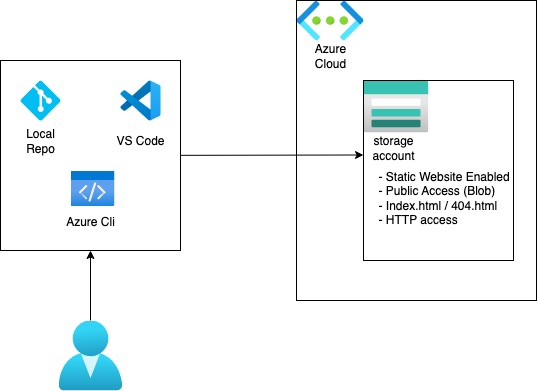 Local
Repo
VS Code
Azure Cli
Azure
Cloud
storage
account
- Static Website Enabled
- Public Access (Blob)
- Index.html / 404.html
- HTTP access